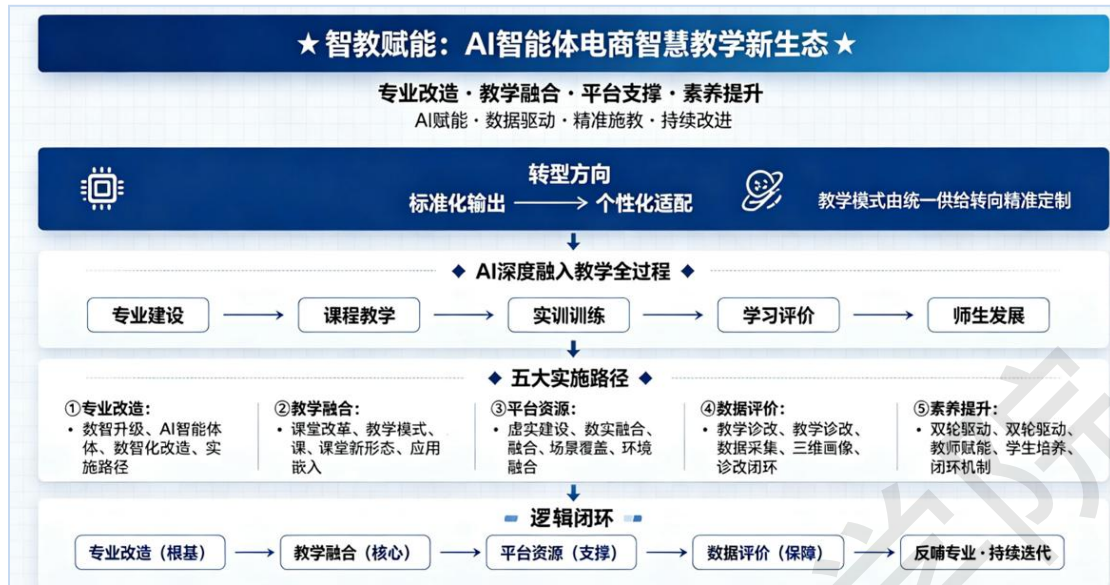 ★ 智教赋能：AI智能体电商智慧教学新生态 ★
专业改造 · 教学融合 · 平台支撑 · 素养提升
AI赋能 · 数据驱动 · 精准施教 · 持续改进
转型方向
标准化输出 → 个性化适配
教学模式由统一供给转向精准定制
◆ AI深度融入教学全过程 ◆
专业建设 → 课程教学 → 实训训练 → 学习评价 → 师生发展
◆ 五大实施路径 ◆
①专业改造：
• 数智升级、AI智能体
体、数智化改造、实
施路径
②教学融合：
• 课堂改革、教学模式、
课、课堂新形态、应用
嵌入
③平台资源：
• 虚实建设、数实融合、
融合、场景覆盖、环境
融合
④数据评价：
• 教学诊改、教学诊改、
数据采集、三维画像、
诊改闭环
⑤素养提升：
• 双轮驱动、双轮驱动、
教师赋能、学生培养、
闭环机制
逻辑闭环
专业改造（根基） → 教学融合（核心） → 平台资源（支撑） → 数据评价（保障） → 反哺专业 · 持续迭代
学院